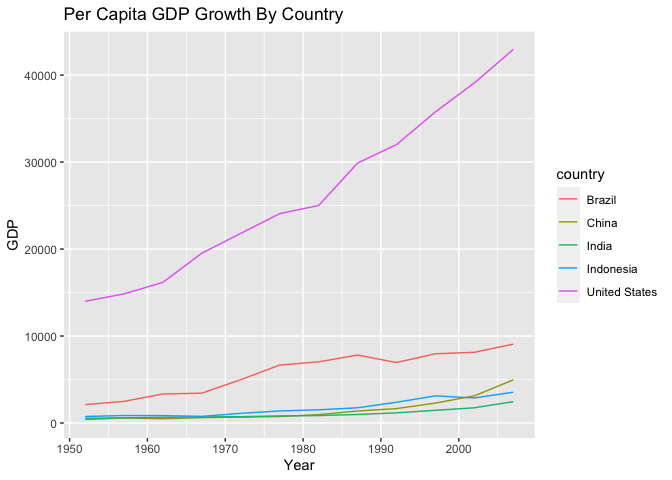 Per Capita GDP Growth By Country
GDP
40000
30000
20000
10000
0
1950
1960
1970
1980
1990
2000
Year
country
Brazil
China
India
Indonesia
United States